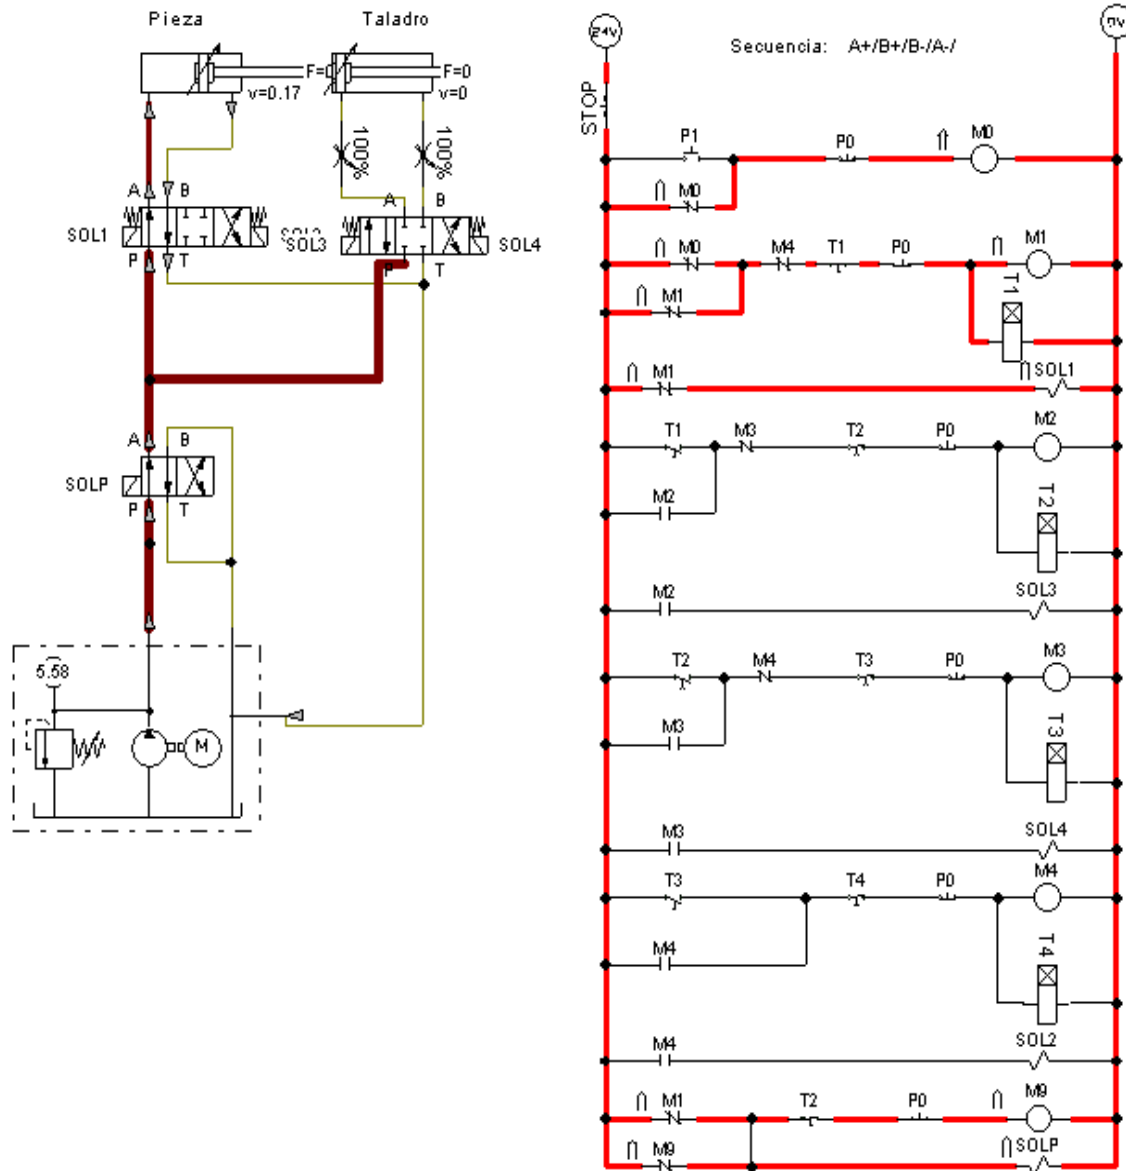 Pieza Taladro
24V 0V
Secuencia: A+/B+/B-/A-/
F=0 F=0
v=0.17 v=0
STOP
P1 P0 M0
100% 100%
M0
A B A B
SOL1 SOL3 SOL4
P T P T
M0 M4 T1 P0 M1
M1 T1
M1 SOL1
A B
T1 M3 T2 P0 M2
SOLP
P T
M2 T2
M2 SOL3
T2 M4 T3 P0 M3
5.58
M3 T3
M
M3 SOL4
T3 T4 P0 M4
M4 T4
M4 SOL2
M1 T2 P0 M9
M9 SOLP